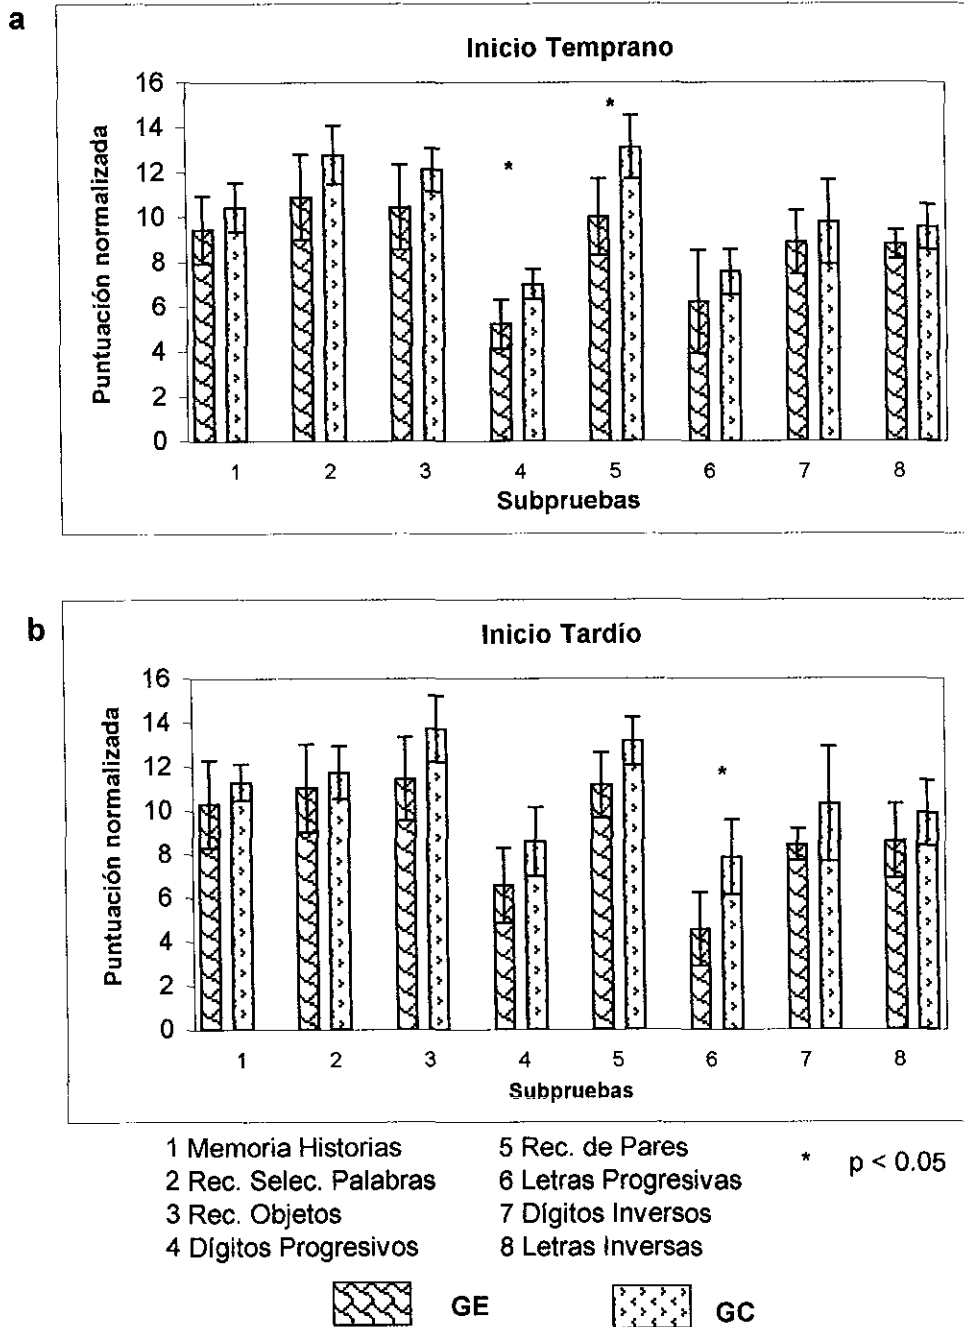 a
Inicio Temprano
Puntuación normalizada
16
14
12
10
8
6
4
2
0
*
*
1 2 3 4 5 6 7 8
Subpruebas
b
Inicio Tardío
Puntuación normalizada
16
14
12
10
8
6
4
2
0
*
1 2 3 4 5 6 7 8
Subpruebas
1 Memoria Historias
2 Rec. Selec. Palabras
3 Rec. Objetos
4 Dígitos Progresivos
5 Rec. de Pares
6 Letras Progresivas
7 Dígitos Inversos
8 Letras Inversas
* p < 0.05
GE
GC